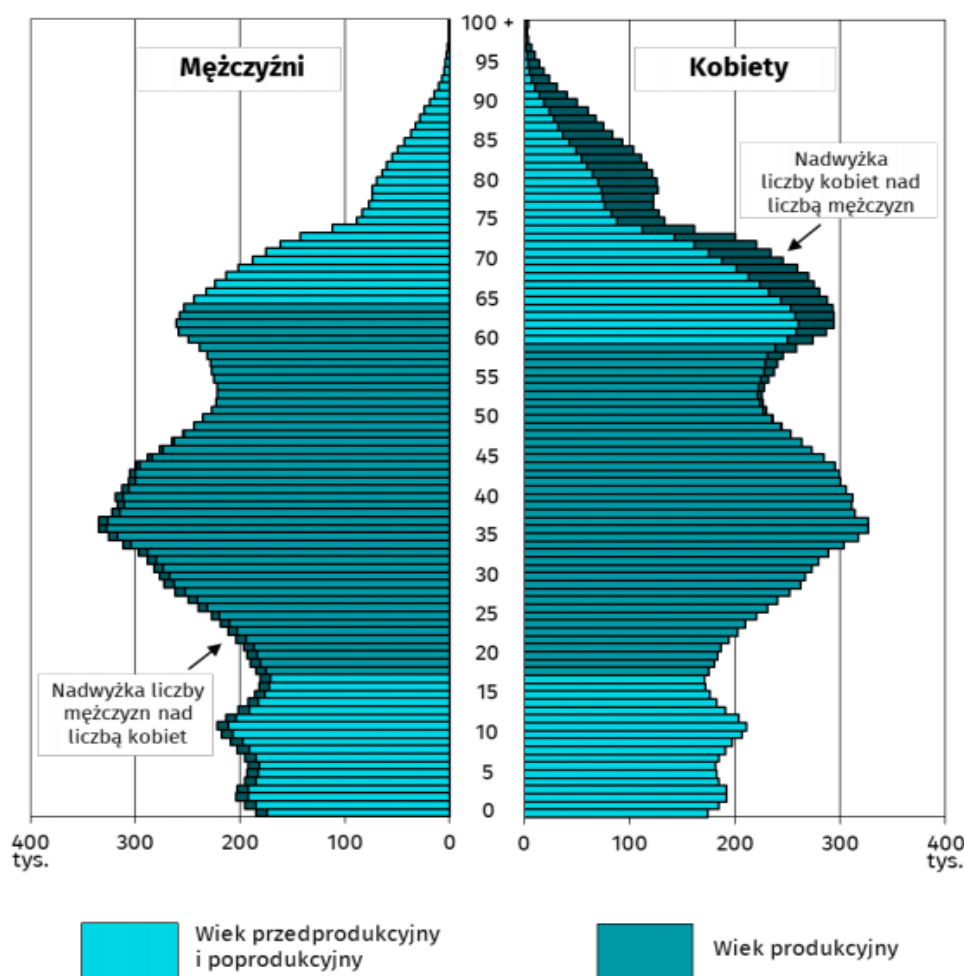 Mężczyźni
Kobiety
100 +
95
90
85
80
75
70
65
60
55
50
45
40
35
30
25
20
15
10
5
0
Nadwyżka
liczby kobiet nad
liczbą mężczyzn
Nadwyżka liczby
mężczyzn nad
liczbą kobiet
400 300 200 100 0
tys.
0 100 200 300 400
tys.
Wiek przedprodukcyjny
i poprodukcyjny
Wiek produkcyjny